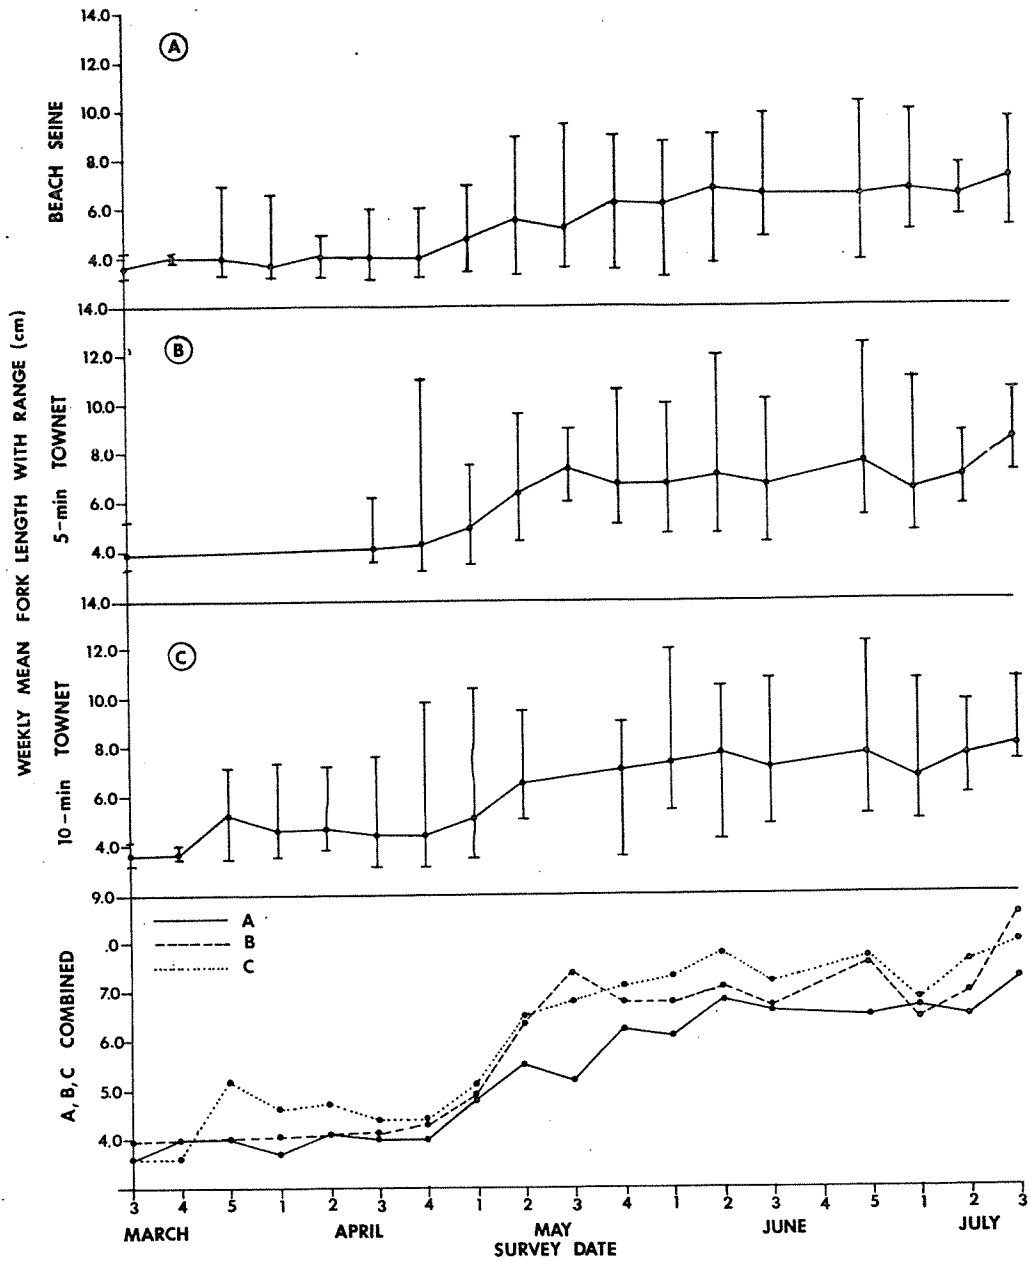 WEEKLY MEAN FORK LENGTH WITH RANGE (cm)
BEACH SEINE
14.0
12.0
10.0
8.0
6.0
4.0
A
5-min TOWNET
14.0
12.0
10.0
8.0
6.0
4.0
B
10-min TOWNET
14.0
12.0
10.0
8.0
6.0
4.0
C
A, B, C COMBINED
9.0
.0
7.0
6.0
5.0
4.0
A
B
C
3 4 5 1 2 3 4 1 2 3 4 1 2 3 4 5 1 2 3
MARCH APRIL MAY JUNE JULY
SURVEY DATE